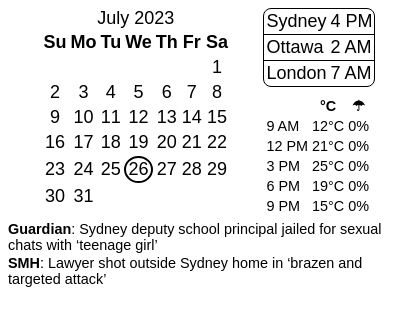 July 2023
Su Mo Tu We Th Fr Sa
1
2 3 4 5 6 7 8
9 10 11 12 13 14 15
16 17 18 19 20 21 22
23 24 25 26 27 28 29
30 31
Sydney 4 PM
Ottawa 2 AM
London 7 AM
°C ☂
9 AM 12°C 0%
12 PM 21°C 0%
3 PM 25°C 0%
6 PM 19°C 0%
9 PM 15°C 0%
Guardian: Sydney deputy school principal jailed for sexual
chats with ‘teenage girl’
SMH: Lawyer shot outside Sydney home in ‘brazen and
targeted attack’